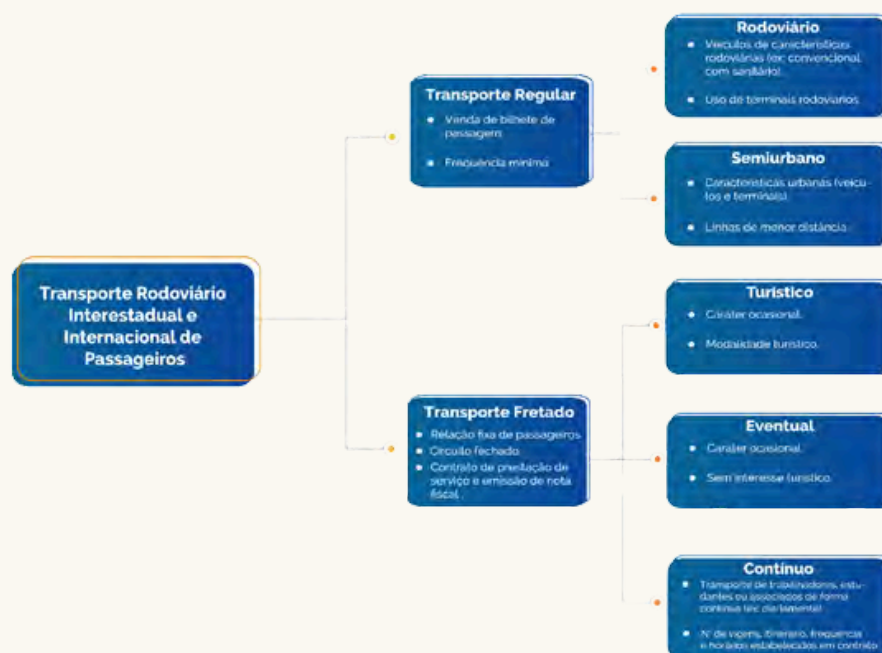 Transporte Rodoviário
Interestadual e
Internacional de
Passageiros
Transporte Regular
• Venda de bilhete de
passagem
• Frequência mínima
Rodoviário
• Veículos de características
rodoviárias (ex: convencional
com sanitário).
• Uso de terminais rodoviários
Semiurbano
• Características urbanas (veícu-
los e terminais).
• Linhas de menor distância
Transporte Fretado
• Relação fixa de passageiros
• Circuito fechado
• Contrato de prestação de
serviço e emissão de nota
fiscal
Turístico
• Caráter ocasional.
• Modalidade turístico.
Eventual
• Caráter ocasional.
• Sem interesse turístico.
Contínuo
• Transporte de trabalhadores, estu-
dantes ou associados de forma
contínua (ex: diariamente)
• Nº de viagens, itinerário, frequências
e horários estabelecidos em contrato